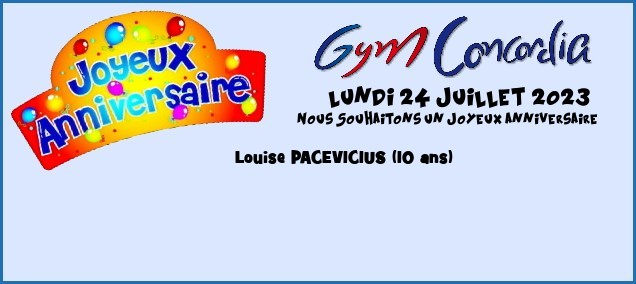 Joyeux
Anniversaire
Gym Concordia
LUNDI 24 JUILLET 2023
NOUS SOUHAITONS UN JOYEUX ANNIVERSAIRE
Louise PACEVICIUS (10 ans)